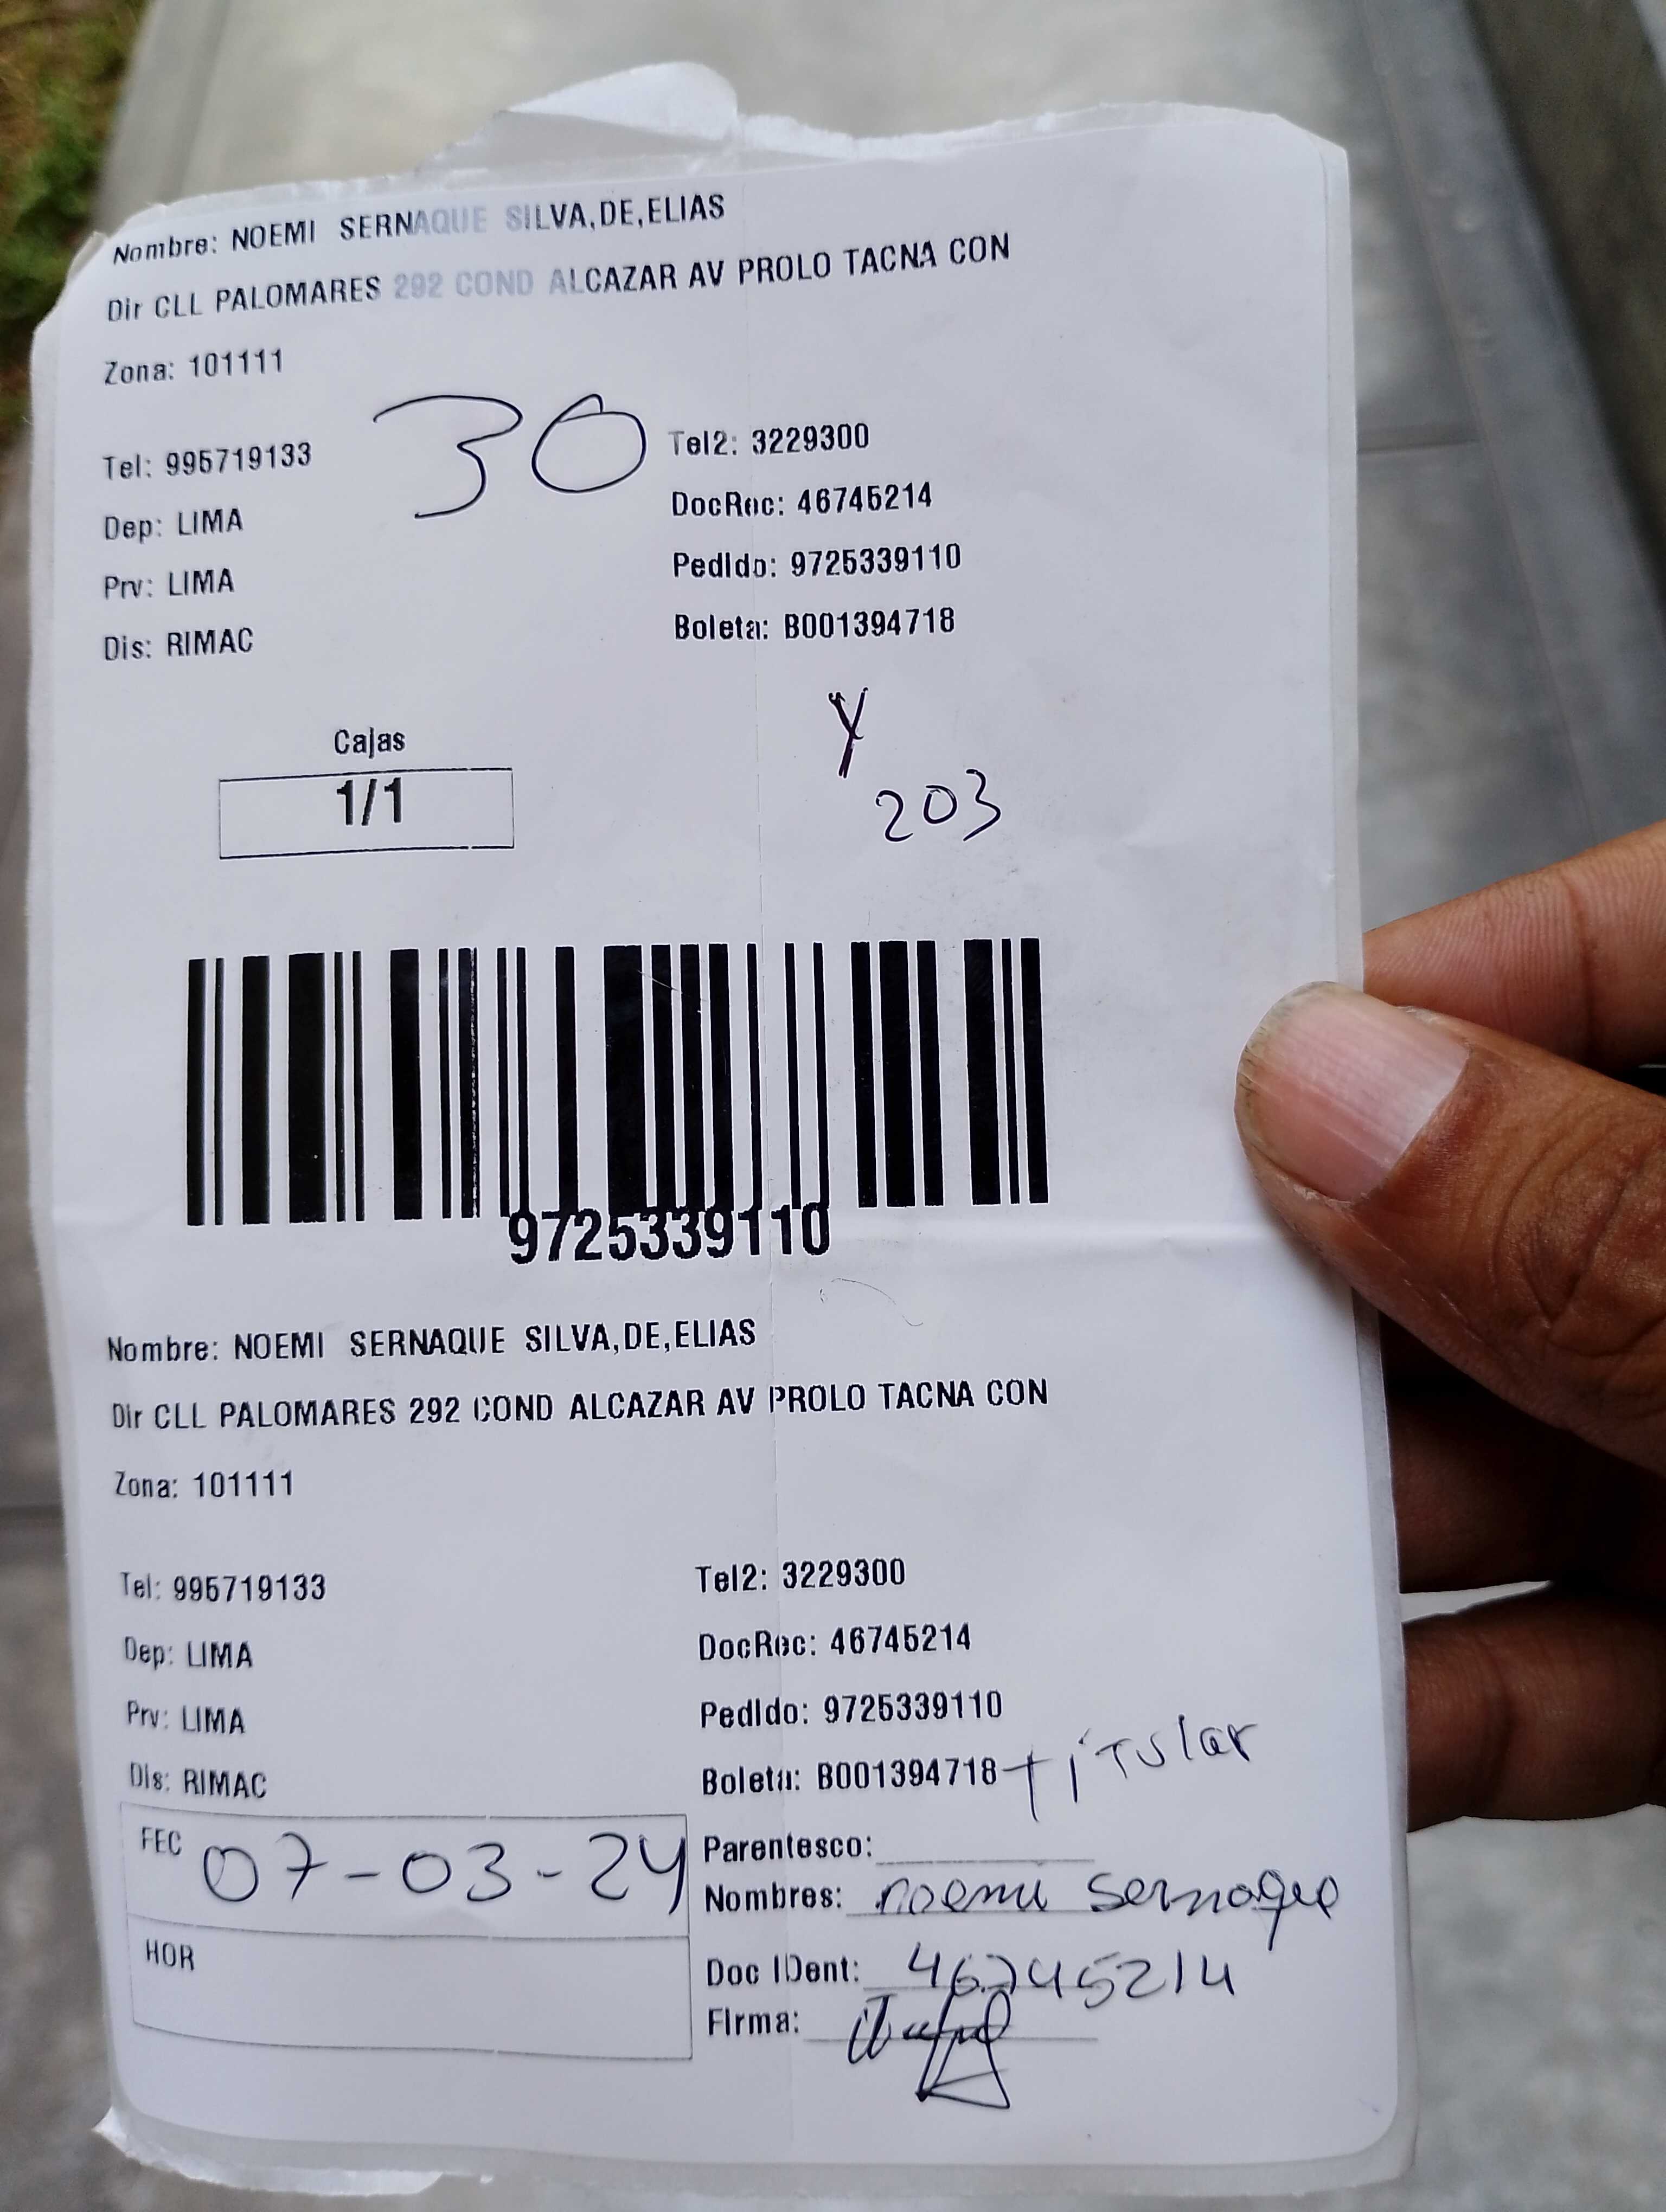 Nombre: NOEMI SERNAQUE SILVA,DE,ELIAS
Dir CLL PALOMARES 292 COND ALCAZAR AV PROLO TACNA CON
Zona: 101111
30
Tel: 995719133 Tel2: 3229300
DocRec: 46745214
Dep: LIMA
Pedido: 9725339110
Prv: LIMA
Boleta: B001394718
Dis: RIMAC
Y
203
Cajas
1/1
9725339110
Nombre: NOEMI SERNAQUE SILVA,DE,ELIAS
Dir CLL PALOMARES 292 COND ALCAZAR AV PROLO TACNA CON
Zona: 101111
Tel: 995719133 Tel2: 3229300
Dep: LIMA DocRec: 46745214
Prv: LIMA Pedido: 9725339110
Dis: RIMAC Boleta: B001394718 titular
FEC 07-03-24
Parentesco:
Nombres: noemi sernaque
HOR
Doc IDent: 46745214
Firma: